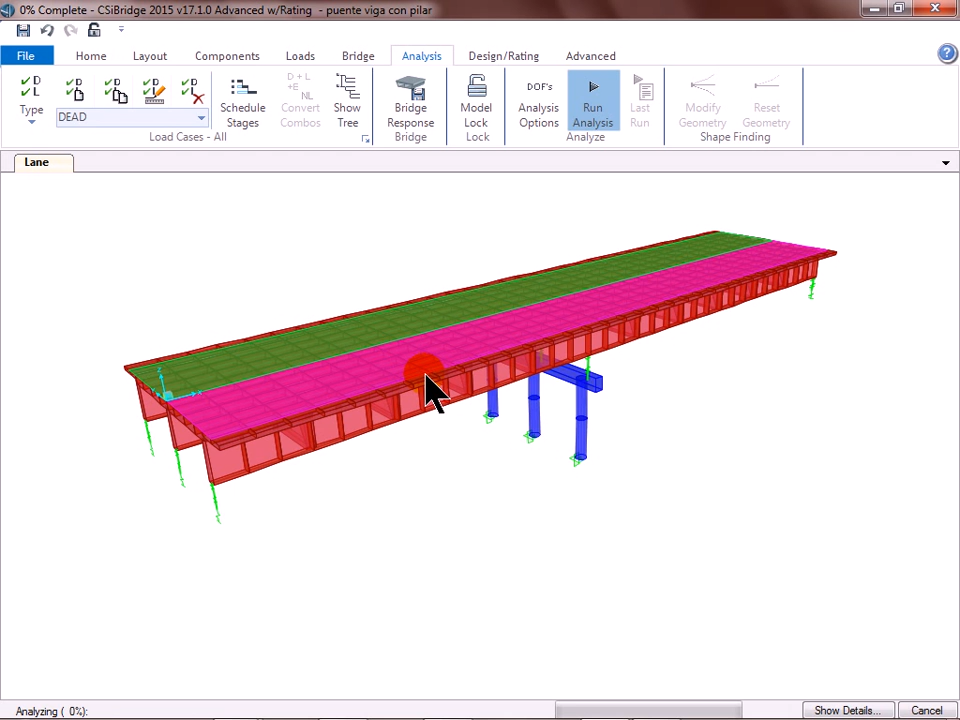 0% Complete - CSiBridge 2015 v17.1.0 Advanced w/Rating - puente viga con pilar
File Home Layout Components Loads Bridge Analysis Design/Rating Advanced
Type
DEAD
Load Cases - All
Schedule
Stages
Convert
Combos
Show
Tree
Bridge
Response
Bridge
Model
Lock
Lock
DOF's
Analysis
Options
Run
Analysis
Last
Run
Analyze
Modify
Geometry
Reset
Geometry
Shape Finding
Lane
Analyzing ( 0%):
Show Details...
Cancel